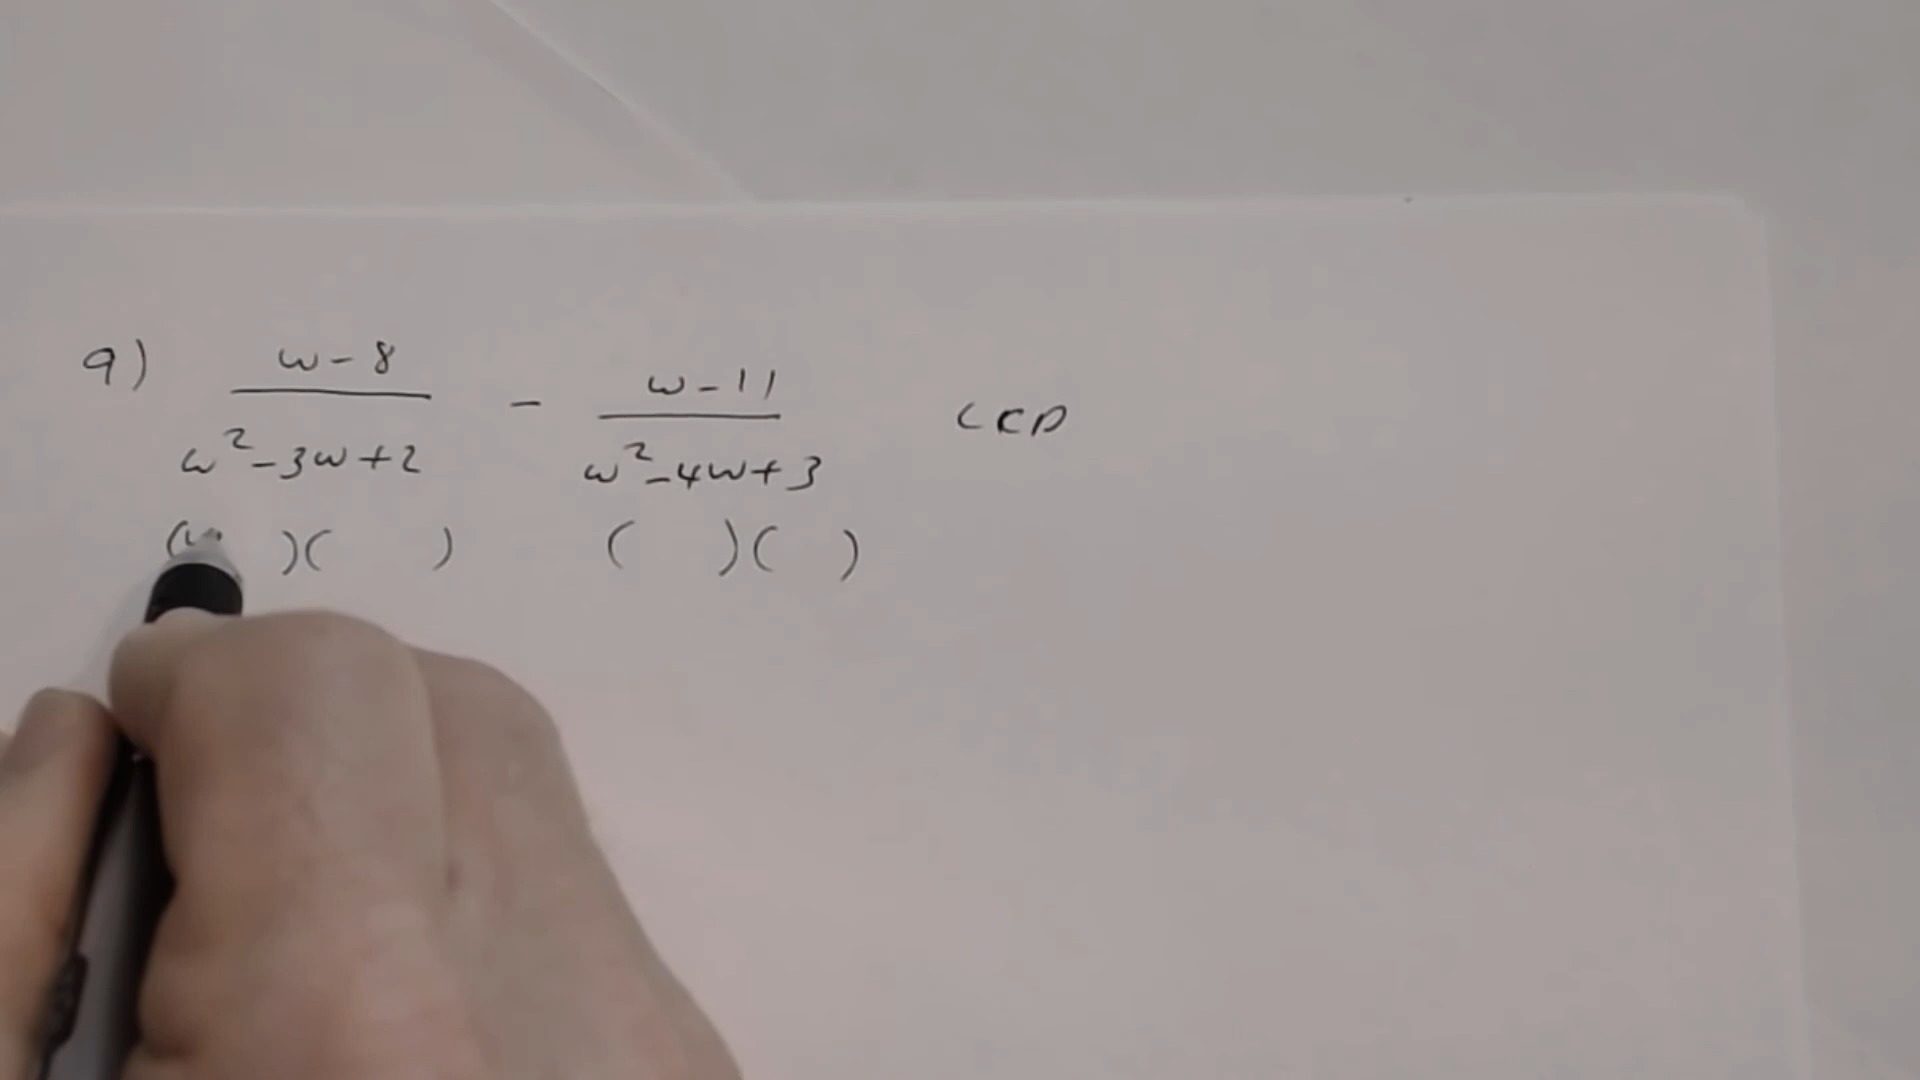 9) w-8 / w²-3w+2 - w-11 / w²-4w+3 LCD
(w )( ) ( )( )